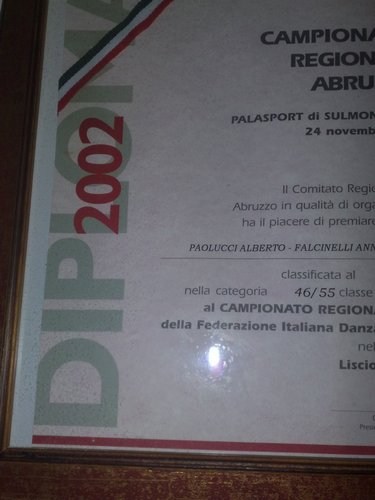 DIPLOMA
2002
CAMPIONA
REGION
ABRU
PALASPORT di SULMON
24 novemb
Il Comitato Regi
Abruzzo in qualità di orga
ha il piacere di premiare
PAOLUCCI ALBERTO - FALCINELLI ANN
classificata al
nella categoria 46/55 classe
al CAMPIONATO REGIONA
della Federazione Italiana Danza
nel
Liscio